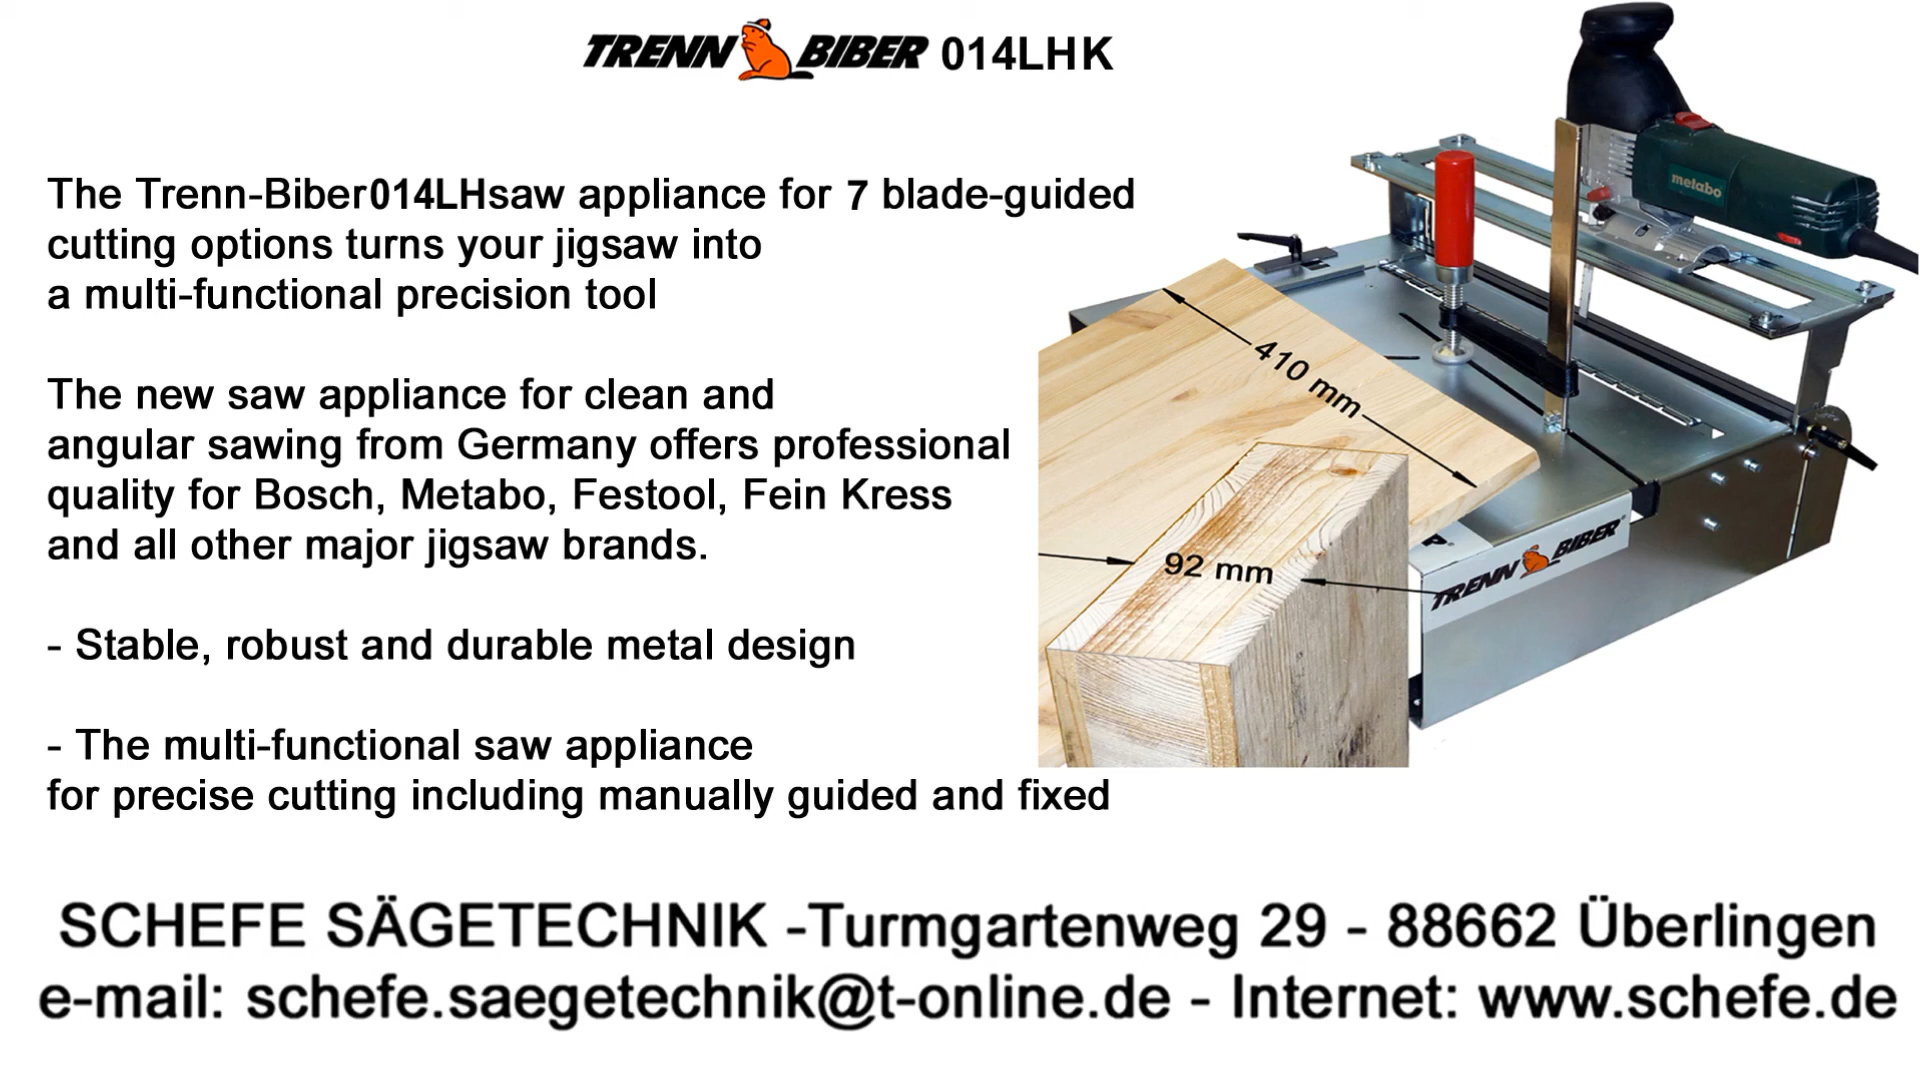 TRENN BIBER 014LHK
The Trenn-Biber014LHsaw appliance for 7 blade-guided
cutting options turns your jigsaw into
a multi-functional precision tool
The new saw appliance for clean and
angular sawing from Germany offers professional
quality for Bosch, Metabo, Festool, Fein Kress
and all other major jigsaw brands.
- Stable, robust and durable metal design
- The multi-functional saw appliance
for precise cutting including manually guided and fixed
metabo
410 mm
92 mm
P®
TRENN BIBER®
SCHEFE SÄGETECHNIK -Turmgartenweg 29 - 88662 Überlingen
e-mail: schefe.saegetechnik@t-online.de - Internet: www.schefe.de